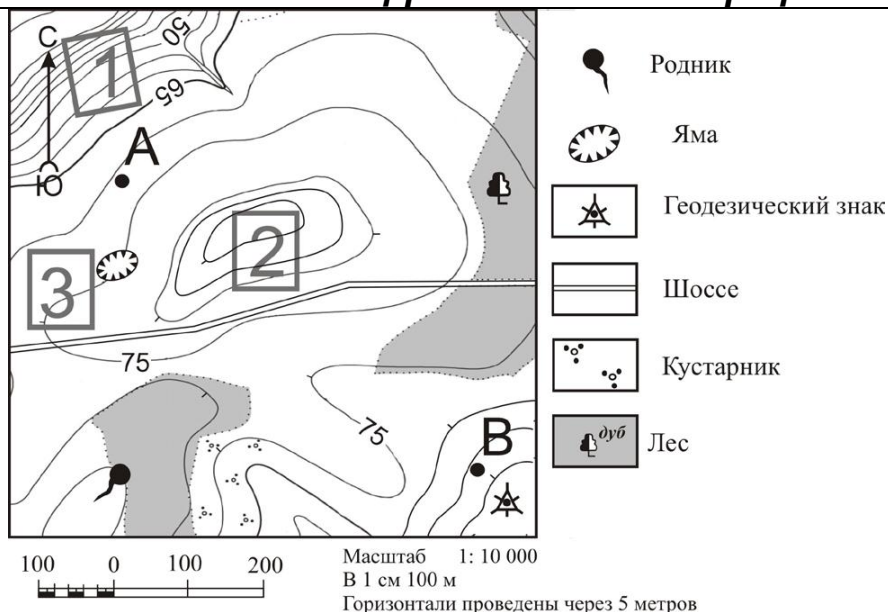 С
Ю
1
50
65
А
2
3
75
75
В
Родник
Яма
Геодезический знак
Шоссе
Кустарник
дуб
Лес
100 0 100 200
Масштаб 1: 10 000
В 1 см 100 м
Горизонтали проведены через 5 метров